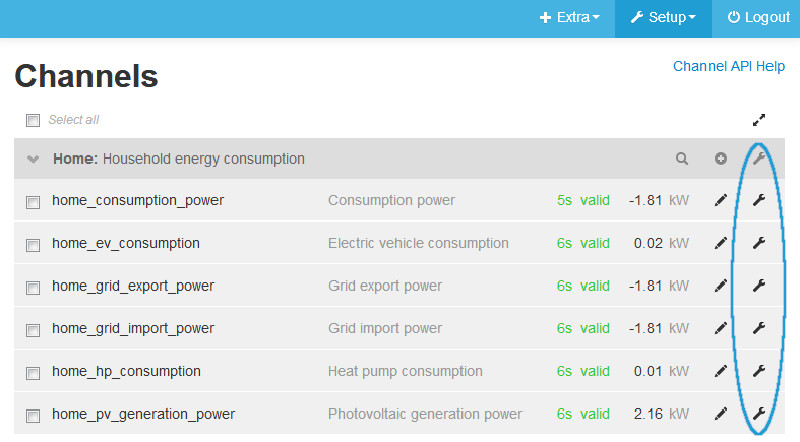 Extra Setup Logout
Channels Channel API Help
Select all
Home: Household energy consumption
home_consumption_power Consumption power 5s valid -1.81 kW
home_ev_consumption Electric vehicle consumption 6s valid 0.02 kW
home_grid_export_power Grid export power 6s valid -1.81 kW
home_grid_import_power Grid import power 6s valid -1.81 kW
home_hp_consumption Heat pump consumption 6s valid 0.01 kW
home_pv_generation_power Photovoltaic generation power 6s valid 2.16 kW